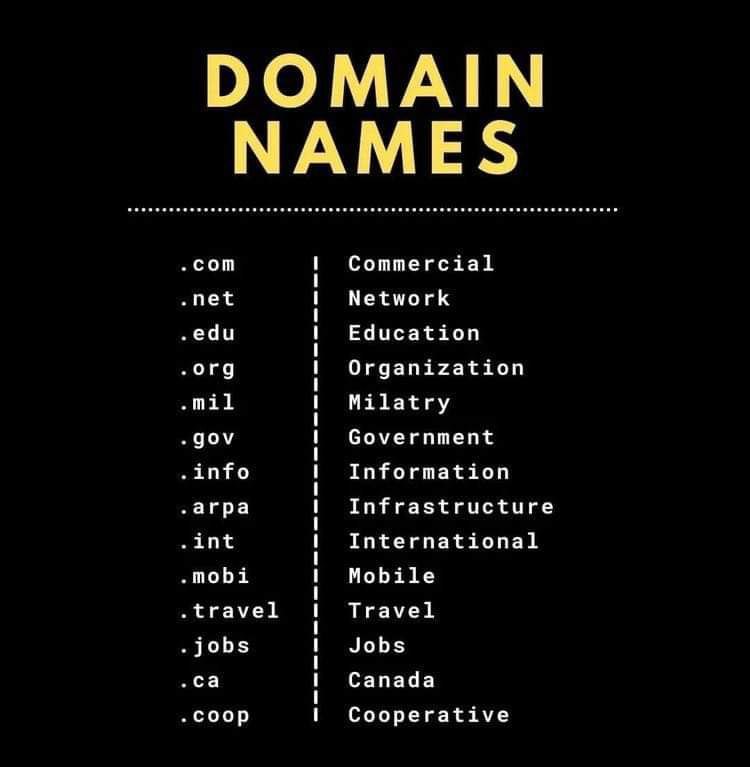 DOMAIN
NAMES
.com Commercial
.net Network
.edu Education
.org Organization
.mil Milatry
.gov Government
.info Information
.arpa Infrastructure
.int International
.mobi Mobile
.travel Travel
.jobs Jobs
.ca Canada
.coop Cooperative